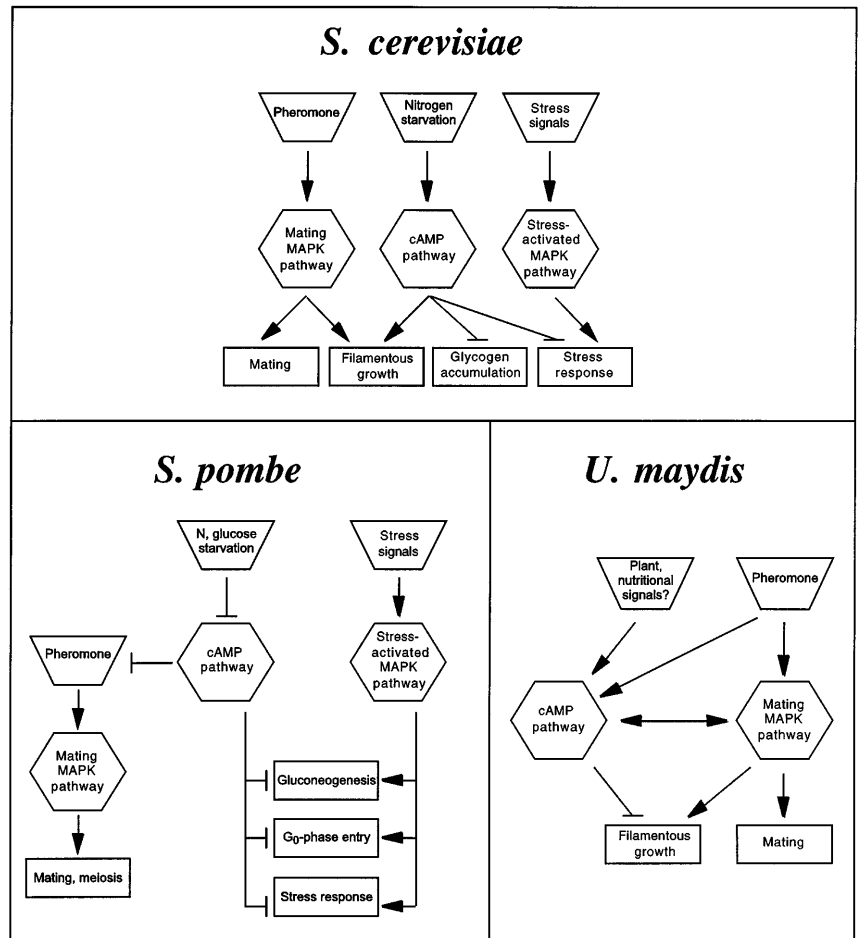 S. cerevisiae
Pheromone
Nitrogen
starvation
Stress
signals
Mating
MAPK
pathway
cAMP
pathway
Stress-
activated
MAPK
pathway
Mating
Filamentous
growth
Glycogen
accumulation
Stress
response
S. pombe
N, glucose
starvation
Stress
signals
Pheromone
cAMP
pathway
Stress-
activated
MAPK
pathway
Mating
MAPK
pathway
Gluconeogenesis
G0-phase entry
Mating, meiosis
Stress response
U. maydis
Plant,
nutritional
signals?
Pheromone
cAMP
pathway
Mating
MAPK
pathway
Filamentous
growth
Mating